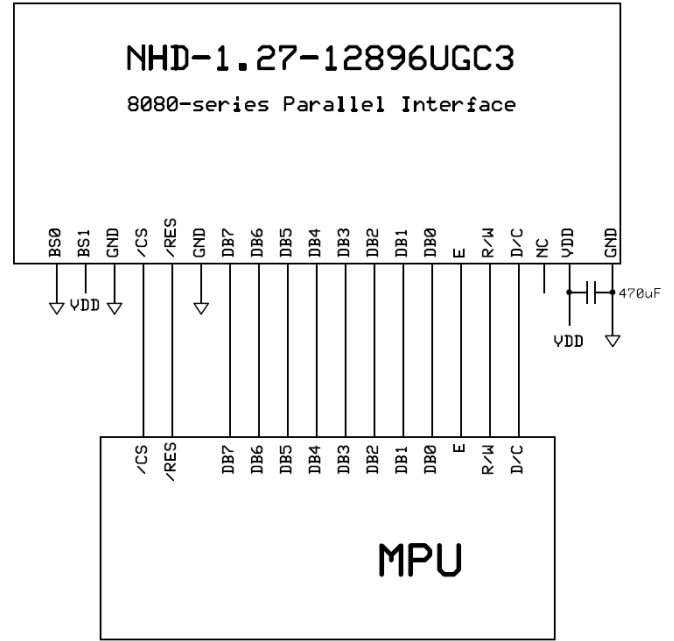 NHD-1.27-12896UGC3
8080-series Parallel Interface
BS0 BS1 GND /CS /RES GND DB7 DB6 DB5 DB4 DB3 DB2 DB1 DB0 E R/W D/C NC VDD GND
VDD
470uF
VDD
/CS /RES DB7 DB6 DB5 DB4 DB3 DB2 DB1 DB0 E R/W D/C
MPU